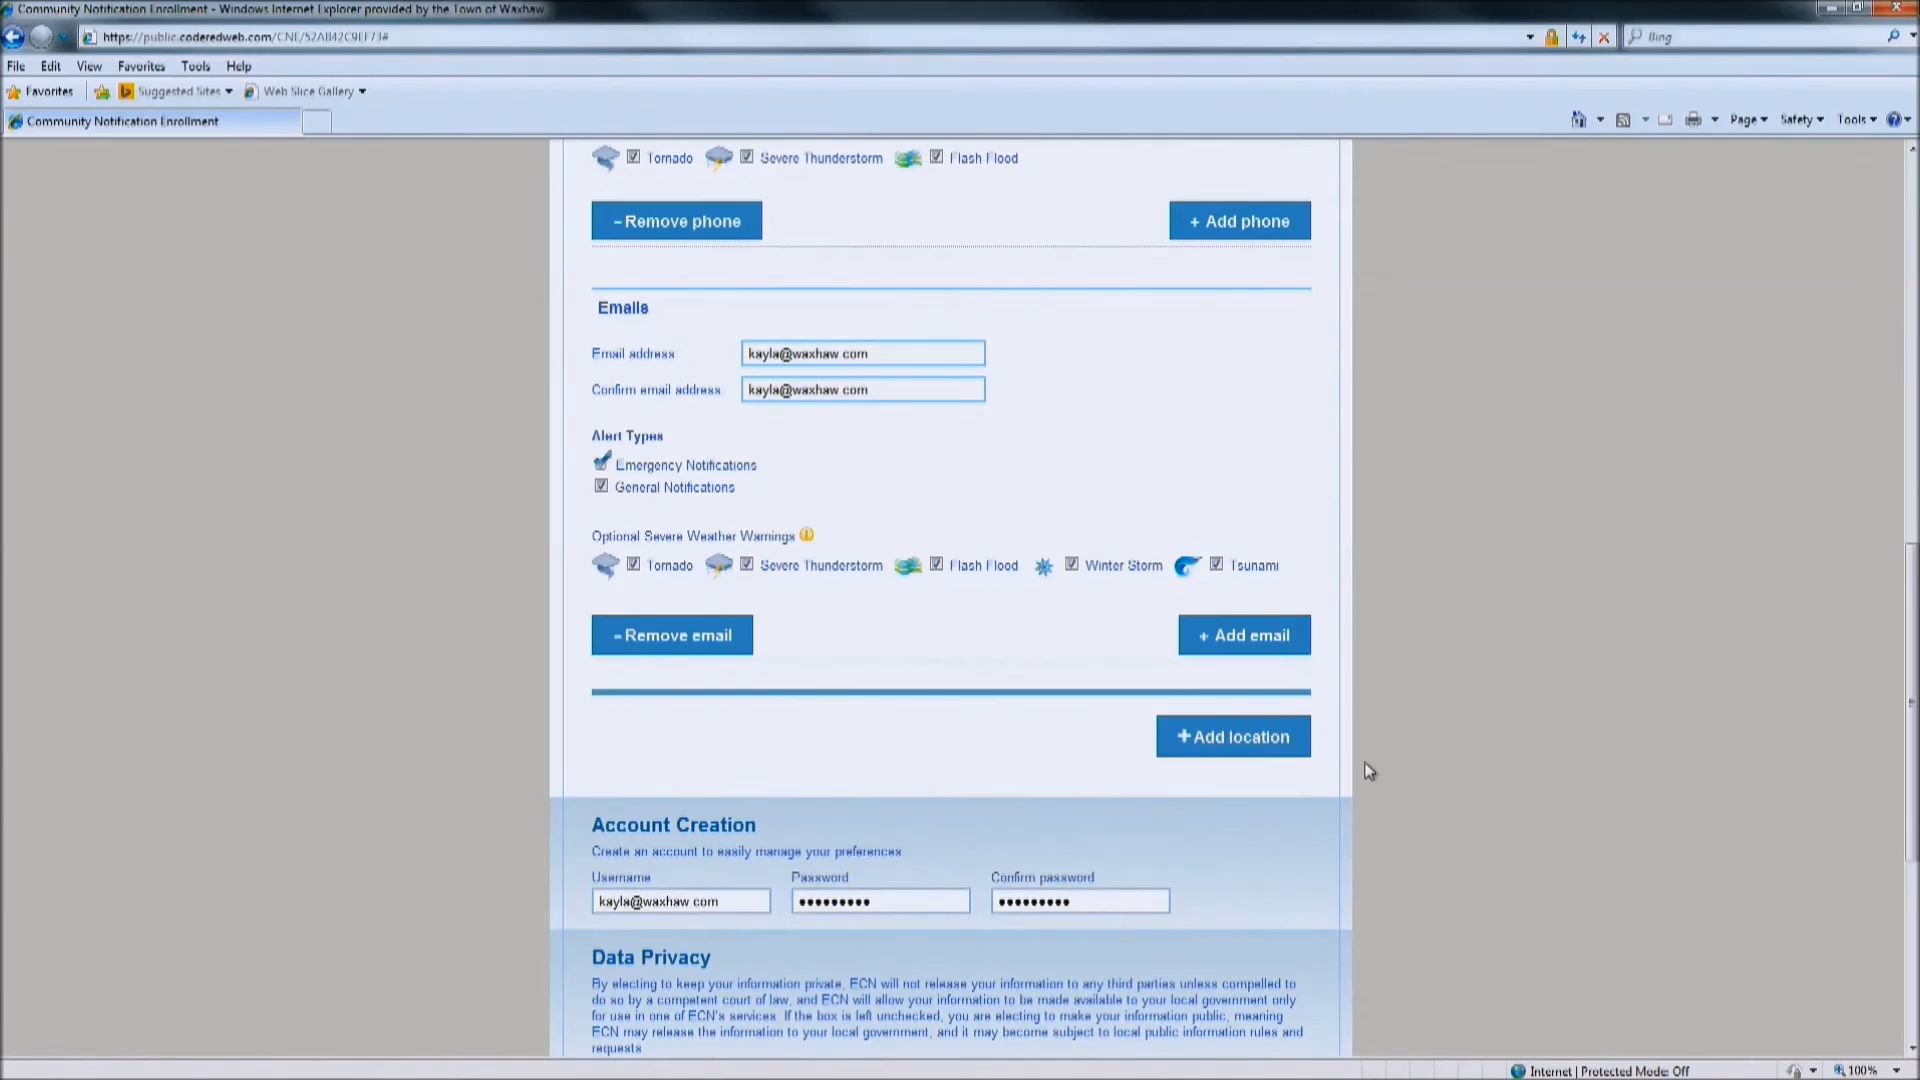 Community Notification Enrollment - Windows Internet Explorer provided by the Town of Waxhaw
https://public.coderedweb.com/CNE/52AB42C9EF73#
Bing
File Edit View Favorites Tools Help
Favorites Suggested Sites Web Slice Gallery
Community Notification Enrollment Page Safety Tools
Tornado Severe Thunderstorm Flash Flood
– Remove phone + Add phone
Emails
Email address kayla@waxhaw.com
Confirm email address kayla@waxhaw.com
Alert Types
Emergency Notifications
General Notifications
Optional Severe Weather Warnings
Tornado Severe Thunderstorm Flash Flood Winter Storm Tsunami
– Remove email + Add email
+ Add location
Account Creation
Create an account to easily manage your preferences
Username Password Confirm password
kayla@waxhaw.com ••••••••• •••••••••
Data Privacy
By electing to keep your information private, ECN will not release your information to any third parties unless compelled to
do so by a competent court of law, and ECN will allow your information to be made available to your local government only
for use in one of ECN's services. If the box is left unchecked, you are electing to make your information public, meaning
ECN may release the information to your local government, and it may become subject to local public information rules and
requests
Internet | Protected Mode: Off 100%